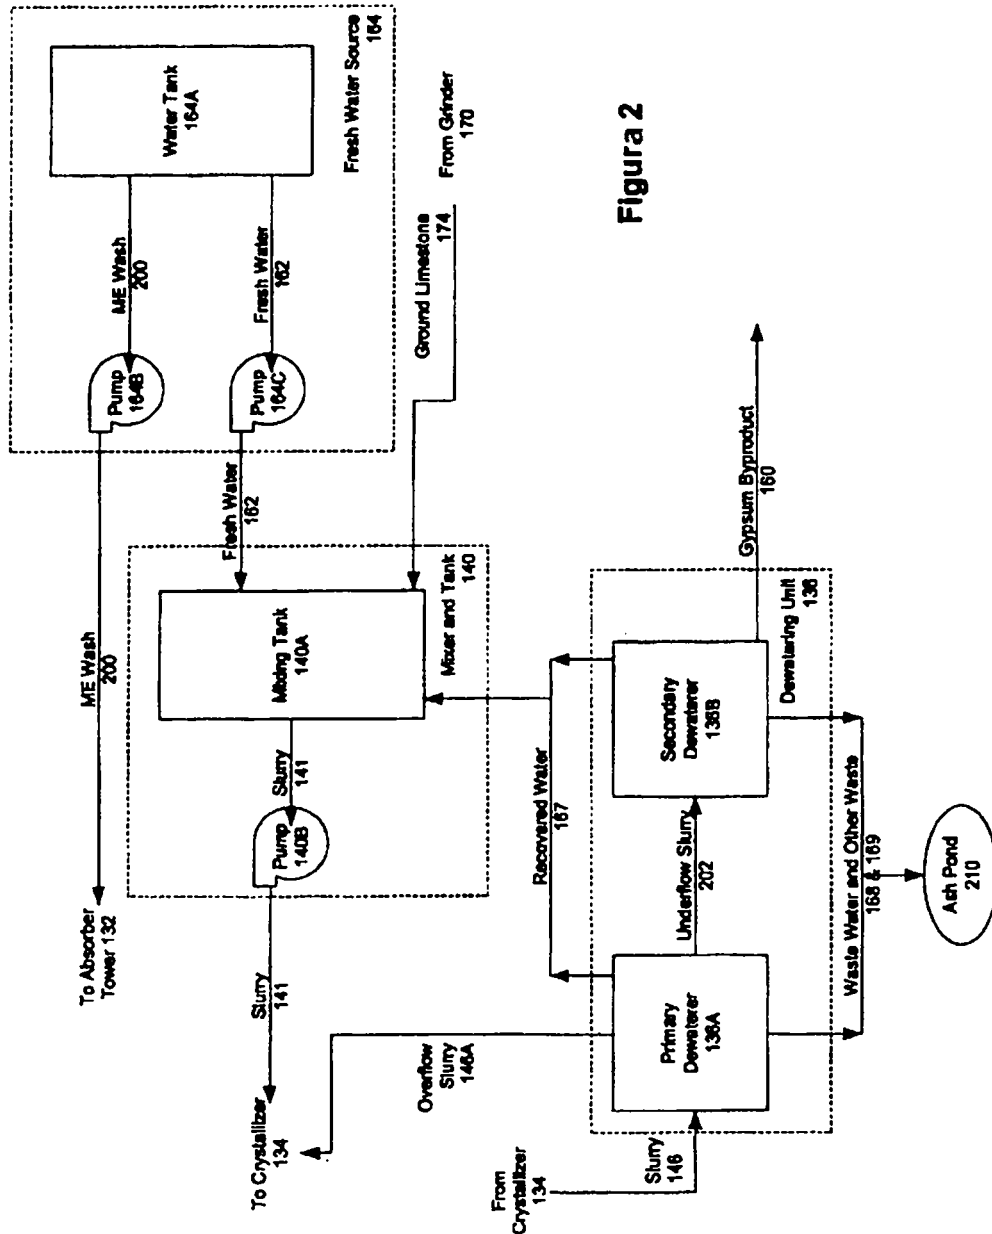 Water Tank
164A
Fresh Water Source
164
ME Wash
200
Fresh Water
162
Pump
164B
Pump
164C
ME Wash
200
To Absorber
Tower 132
Fresh Water
162
Ground Limestone
174
From Grinder
170
Mixing Tank
140A
Mixer and Tank
140
Slurry
141
Pump
140B
Slurry
141
To Crystallizer
134
Overflow
Slurry
146A
Recovered Water
167
From
Crystallizer
134
Slurry
146
Primary
Dewaterer
136A
Underflow Slurry
202
Secondary
Dewaterer
136B
Dewatering Unit
136
Gypsum Byproduct
160
Waste Water and Other Waste
168 & 169
Ash Pond
210
Figura 2